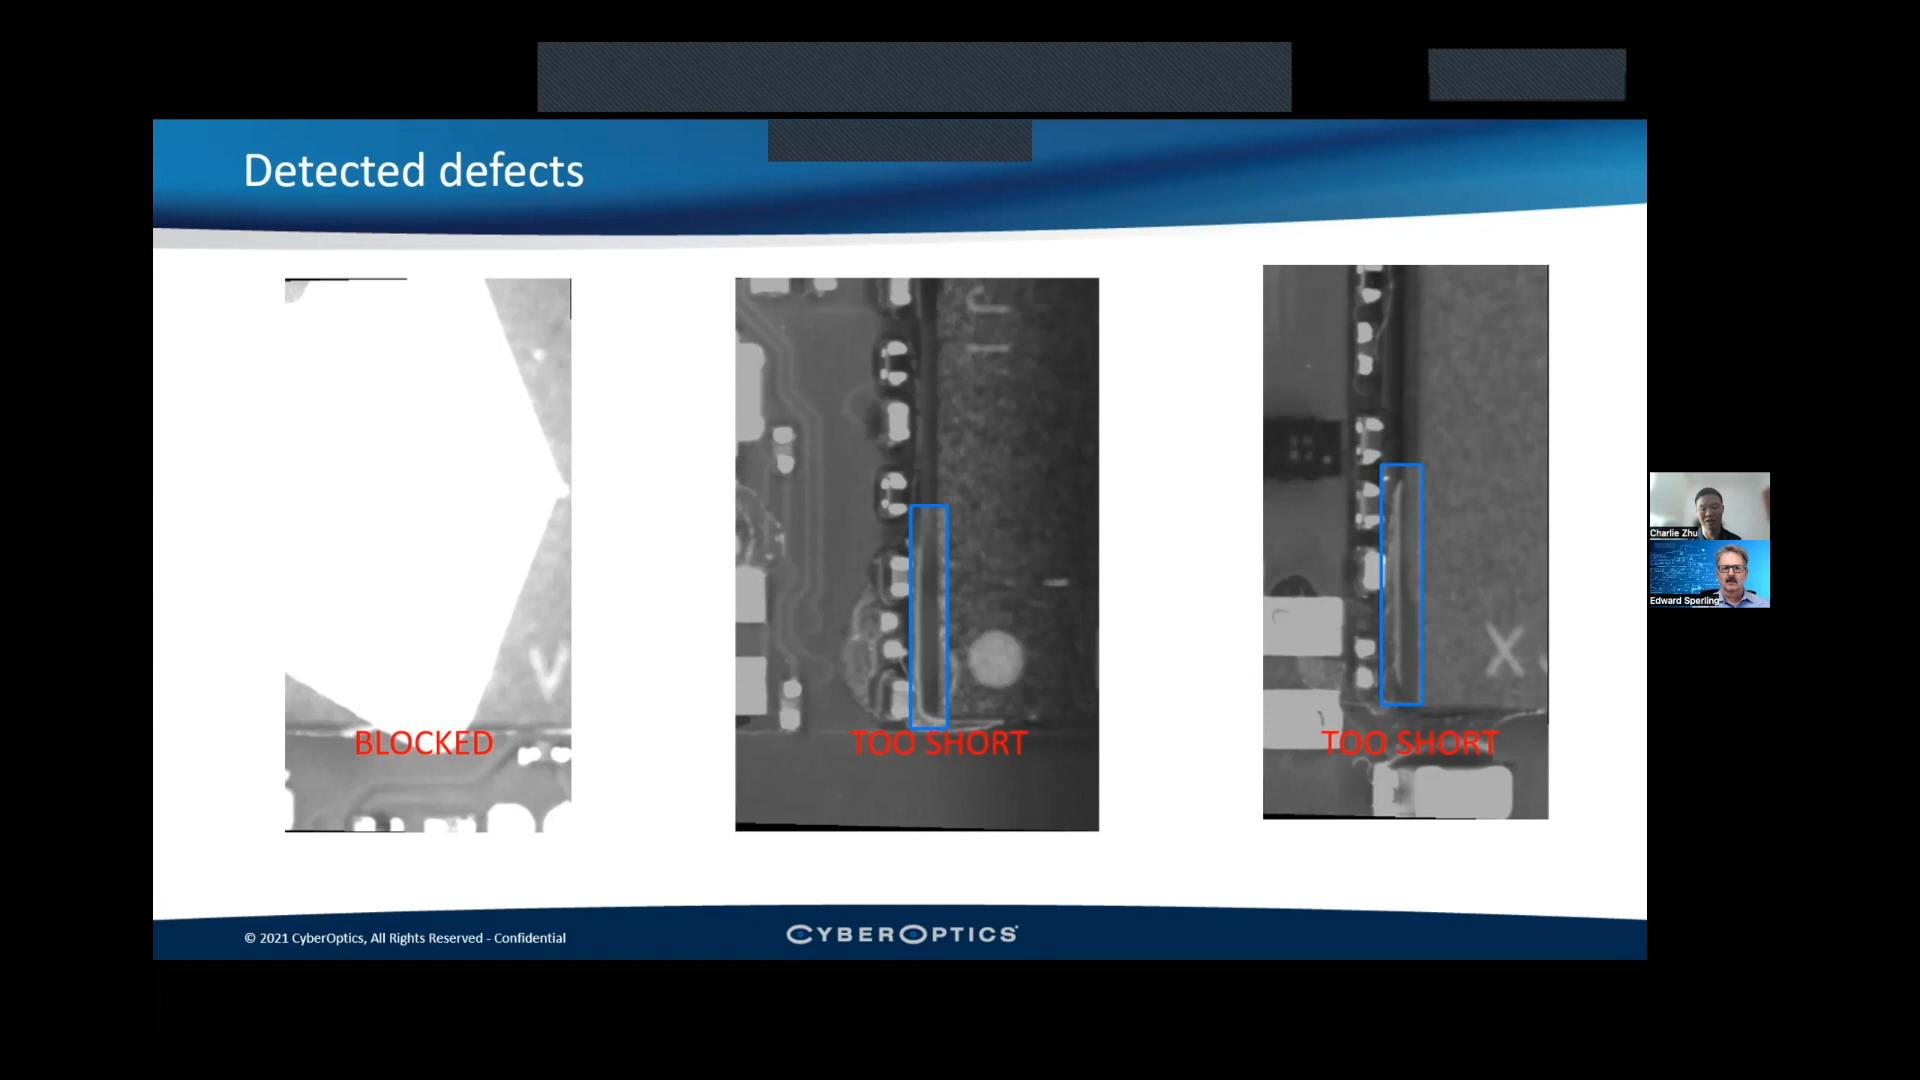 Detected defects
V
BLOCKED
TOO SHORT
X
TOO SHORT
Charlie Zhu
Edward Sperling
© 2021 CyberOptics, All Rights Reserved - Confidential
CYBEROPTICS